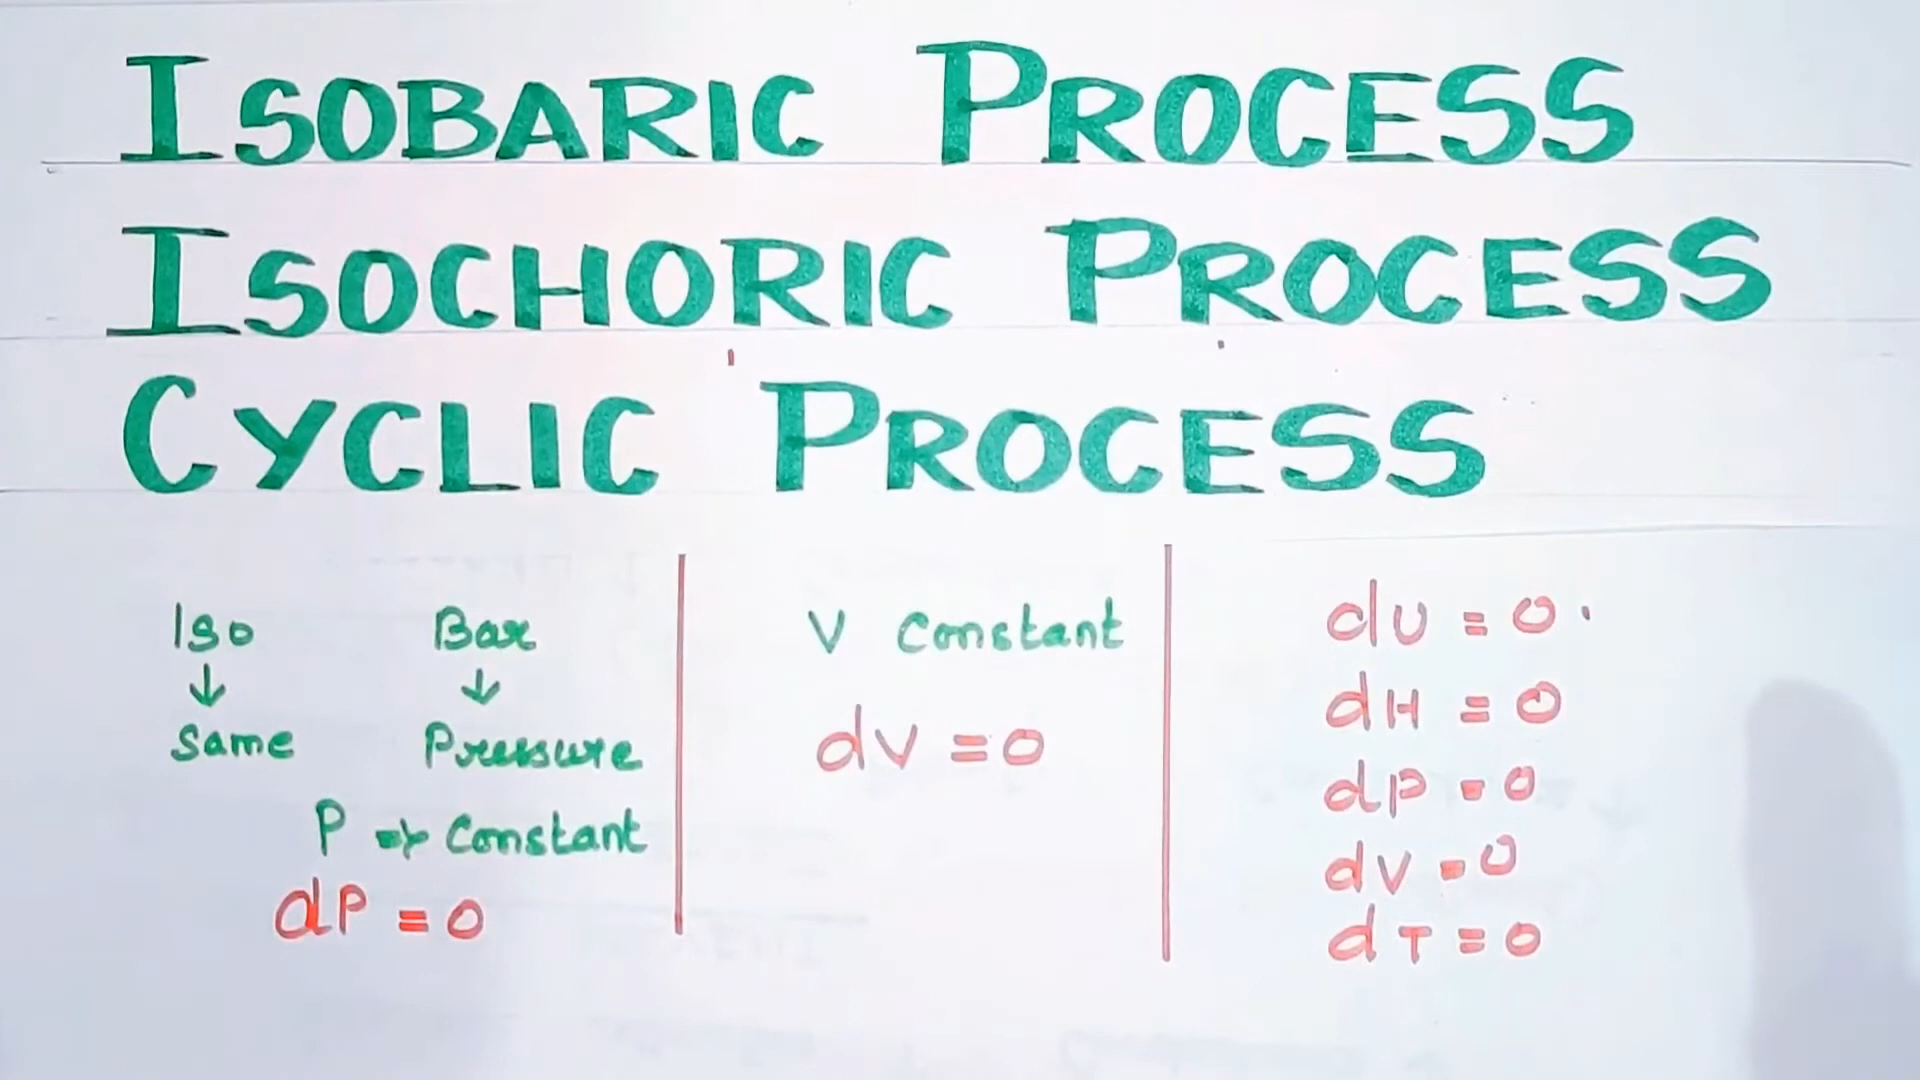 ISOBARIC PROCESS
ISOCHORIC PROCESS
CYCLIC PROCESS
Iso Bar
↓ ↓
Same Pressure
P => Constant
dP = 0
V Constant
dV = 0
dU = 0
dH = 0
dP = 0
dV = 0
dT = 0